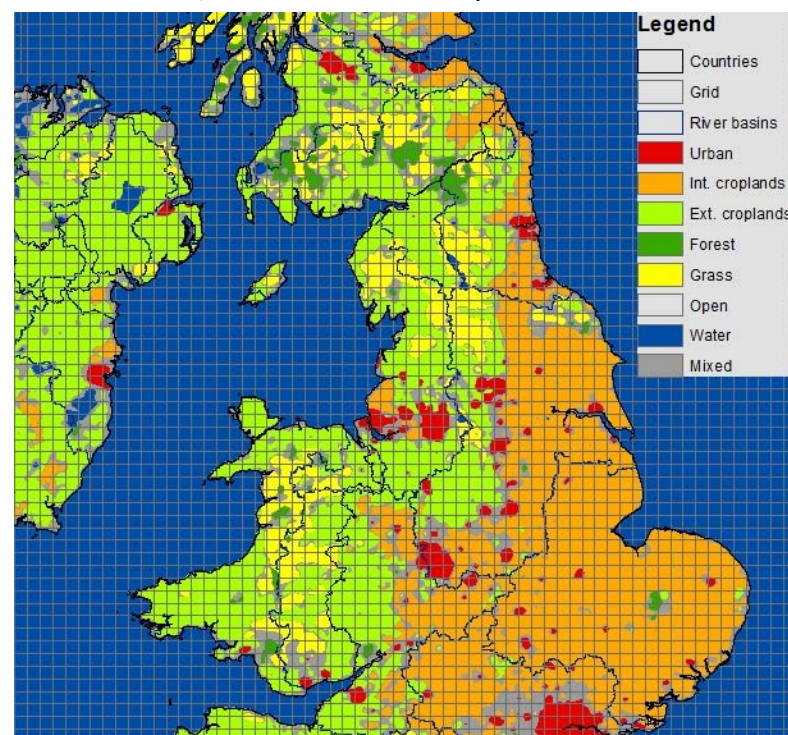 Legend
Countries
Grid
River basins
Urban
Int. croplands
Ext. croplands
Forest
Grass
Open
Water
Mixed